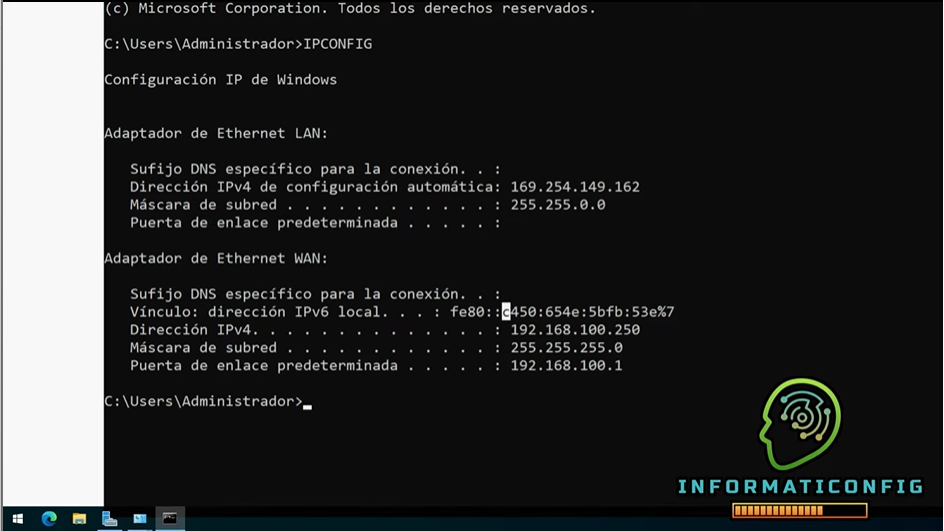 (c) Microsoft Corporation. Todos los derechos reservados.
C:\Users\Administrador>IPCONFIG
Configuración IP de Windows
Adaptador de Ethernet LAN:
Sufijo DNS específico para la conexión. . :
Dirección IPv4 de configuración automática: 169.254.149.162
Máscara de subred . . . . . . . . . . . . : 255.255.0.0
Puerta de enlace predeterminada . . . . . :
Adaptador de Ethernet WAN:
Sufijo DNS específico para la conexión. . :
Vínculo: dirección IPv6 local. . . : fe80::c450:654e:5bfb:53e%7
Dirección IPv4. . . . . . . . . . . . . . : 192.168.100.250
Máscara de subred . . . . . . . . . . . . : 255.255.255.0
Puerta de enlace predeterminada . . . . . : 192.168.100.1
C:\Users\Administrador>
INFORMATICONFIG